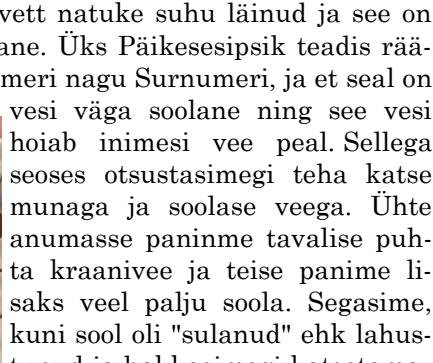 vett natuke suhu läinud ja see on
ane. Üks Päikesesipsik teadis rää-
meri nagu Surnumeri, ja et seal on
vesi väga soolane ning see vesi
hoiab inimesi vee peal. Sellega
seoses otsustasimegi teha katse
munaga ja soolase veega. Ühte
anumasse paninme tavalise puh-
ta kraanivee ja teise panime li-
saks veel palju soola. Segasime,
kuni sool oli "sulanud" ehk lahus-